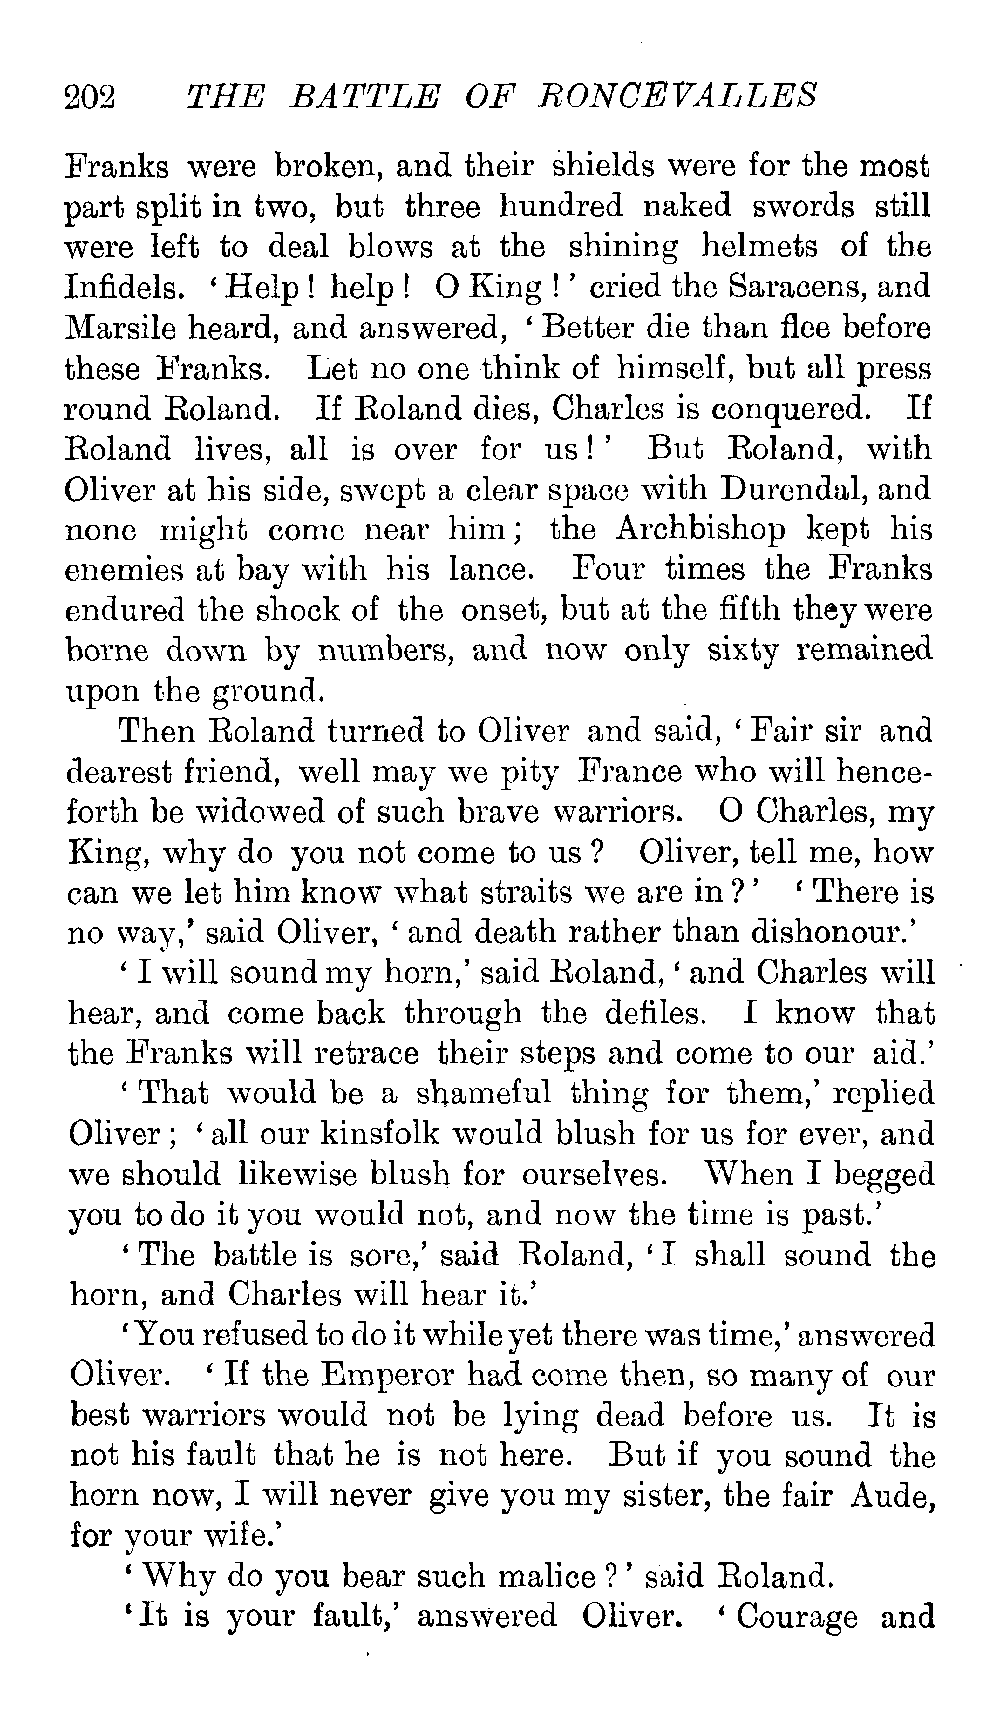 202 THE BATTLE OF RONCEVALLES
Franks were broken, and their shields were for the most
part split in two, but three hundred naked swords still
were left to deal blows at the shining helmets of the
Infidels. ‘Help! help! O King!’ cried the Saracens, and
Marsile heard, and answered, ‘Better die than flee before
these Franks. Let no one think of himself, but all press
round Roland. If Roland dies, Charles is conquered. If
Roland lives, all is over for us!’ But Roland, with
Oliver at his side, swept a clear space with Durendal, and
none might come near him; the Archbishop kept his
enemies at bay with his lance. Four times the Franks
endured the shock of the onset, but at the fifth they were
borne down by numbers, and now only sixty remained
upon the ground.
Then Roland turned to Oliver and said, ‘Fair sir and
dearest friend, well may we pity France who will hence-
forth be widowed of such brave warriors. O Charles, my
King, why do you not come to us? Oliver, tell me, how
can we let him know what straits we are in?’ ‘There is
no way,’ said Oliver, ‘and death rather than dishonour.’
‘I will sound my horn,’ said Roland, ‘and Charles will
hear, and come back through the defiles. I know that
the Franks will retrace their steps and come to our aid.’
‘That would be a shameful thing for them,’ replied
Oliver; ‘all our kinsfolk would blush for us for ever, and
we should likewise blush for ourselves. When I begged
you to do it you would not, and now the time is past.’
‘The battle is sore,’ said Roland, ‘I shall sound the
horn, and Charles will hear it.’
‘You refused to do it while yet there was time,’ answered
Oliver. ‘If the Emperor had come then, so many of our
best warriors would not be lying dead before us. It is
not his fault that he is not here. But if you sound the
horn now, I will never give you my sister, the fair Aude,
for your wife.’
‘Why do you bear such malice?’ said Roland.
‘It is your fault,’ answered Oliver. ‘Courage and